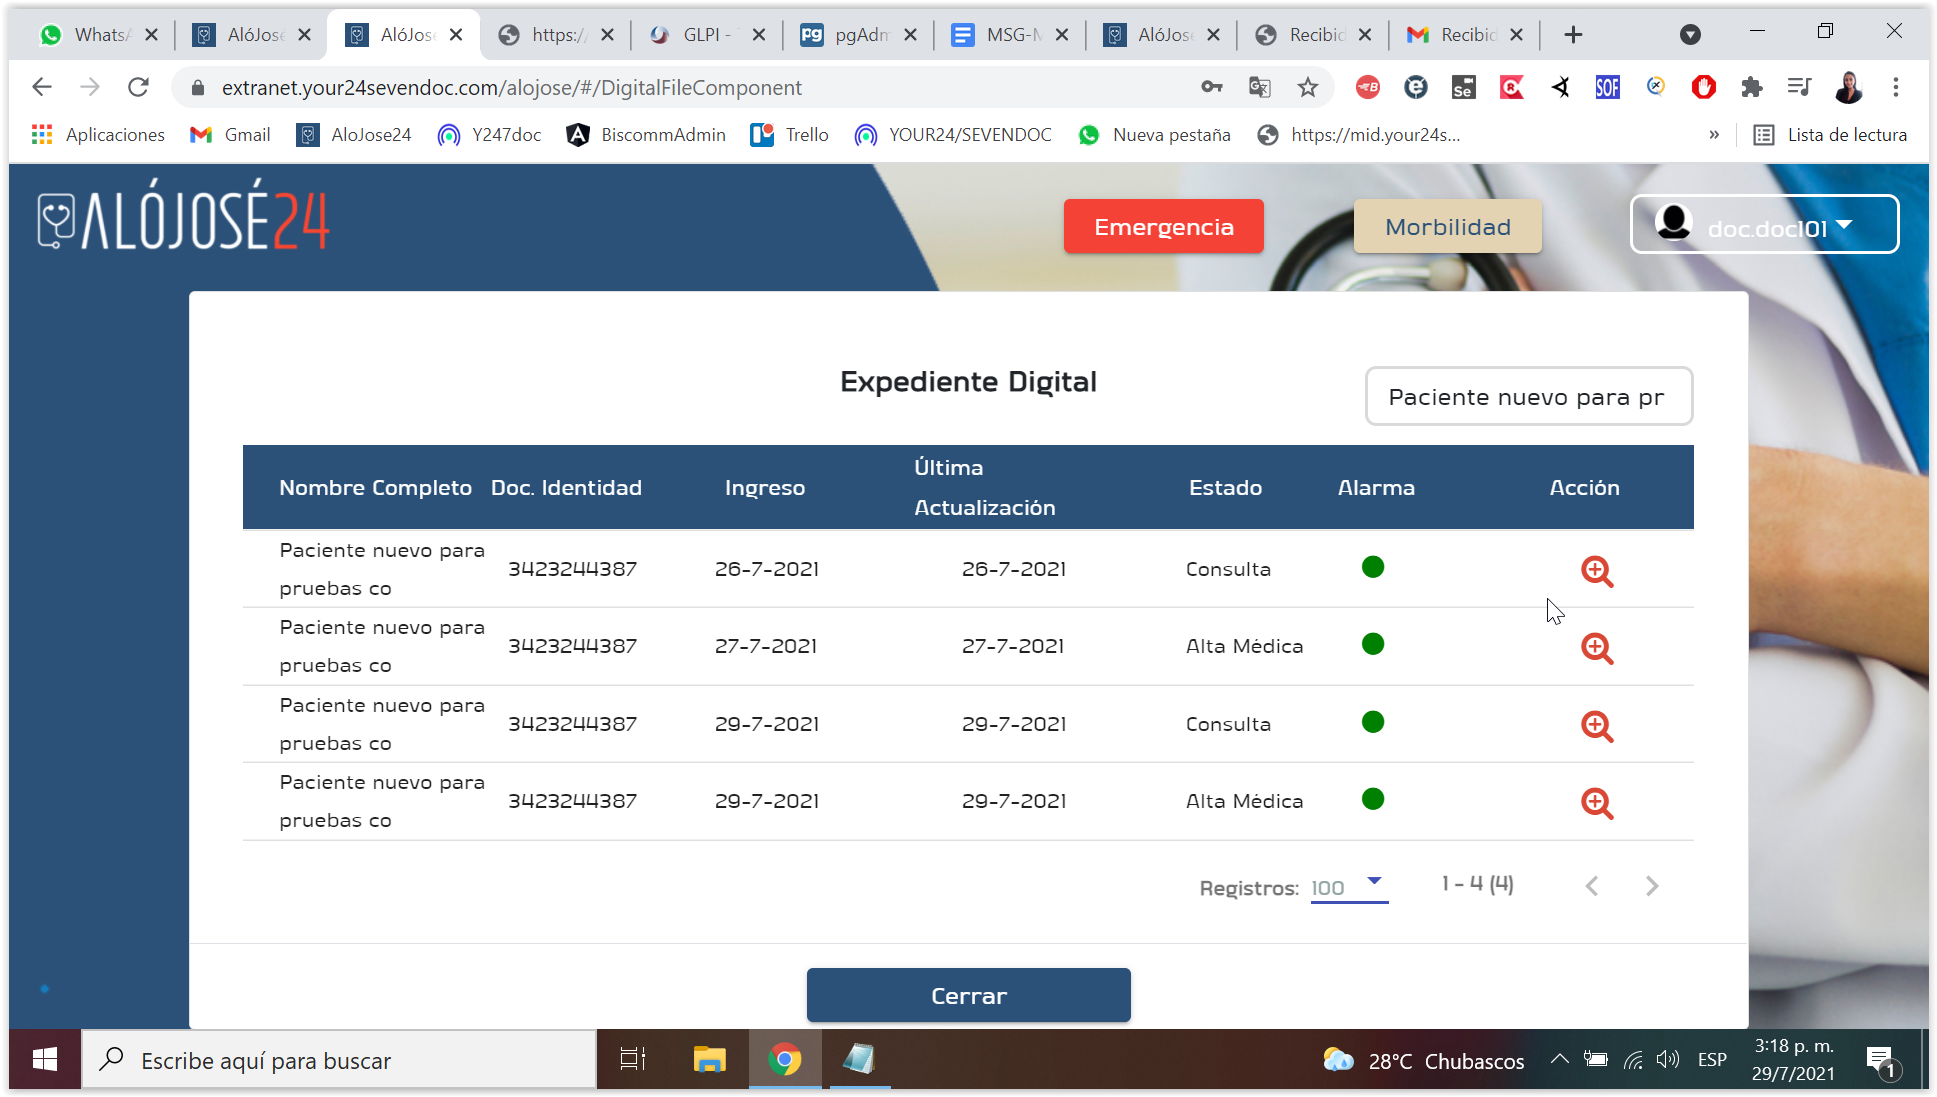 WhatsA
AlóJosé
AlóJosé
https:/
GLPI -
pgAdm
MSG-M
AlóJosé
Recibid
Recibid
extranet.your24sevendoc.com/alojose/#/DigitalFileComponent
Se
SOF
Aplicaciones
Gmail
AloJose24
Y247doc
BiscommAdmin
Trello
YOUR24/SEVENDOC
Nueva pestaña
https://mid.your24s...
»
Lista de lectura
ALÓJOSÉ24
Emergencia
Morbilidad
doc.doc101
Expediente Digital
Paciente nuevo para pr
Nombre Completo
Doc. Identidad
Ingreso
Última
Actualización
Estado
Alarma
Acción
Paciente nuevo para
pruebas co
3423244387
26-7-2021
26-7-2021
Consulta
Paciente nuevo para
pruebas co
3423244387
27-7-2021
27-7-2021
Alta Médica
Paciente nuevo para
pruebas co
3423244387
29-7-2021
29-7-2021
Consulta
Paciente nuevo para
pruebas co
3423244387
29-7-2021
29-7-2021
Alta Médica
Registros: 100
1 - 4 (4)
Cerrar
Escribe aquí para buscar
28°C Chubascos
ESP
3:18 p. m.
29/7/2021
1